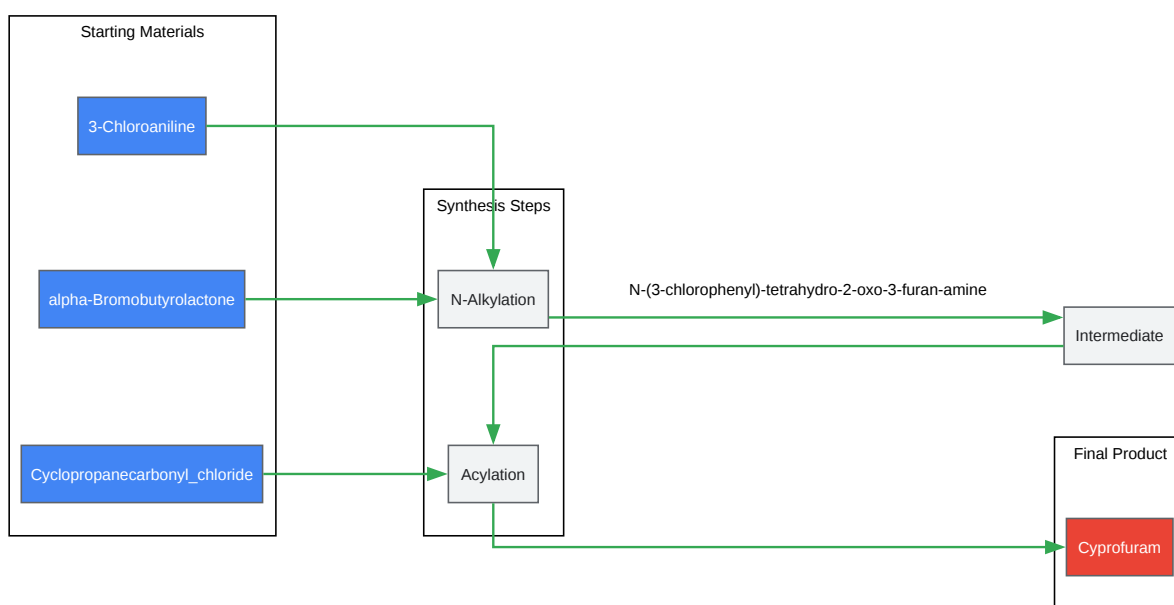 Starting Materials
3-Chloroaniline
Synthesis Steps
alpha-Bromobutyrolactone
N-Alkylation
N-(3-chlorophenyl)-tetrahydro-2-oxo-3-furan-amine
Intermediate
Cyclopropanecarbonyl_chloride
Acylation
Final Product
Cyprofuram